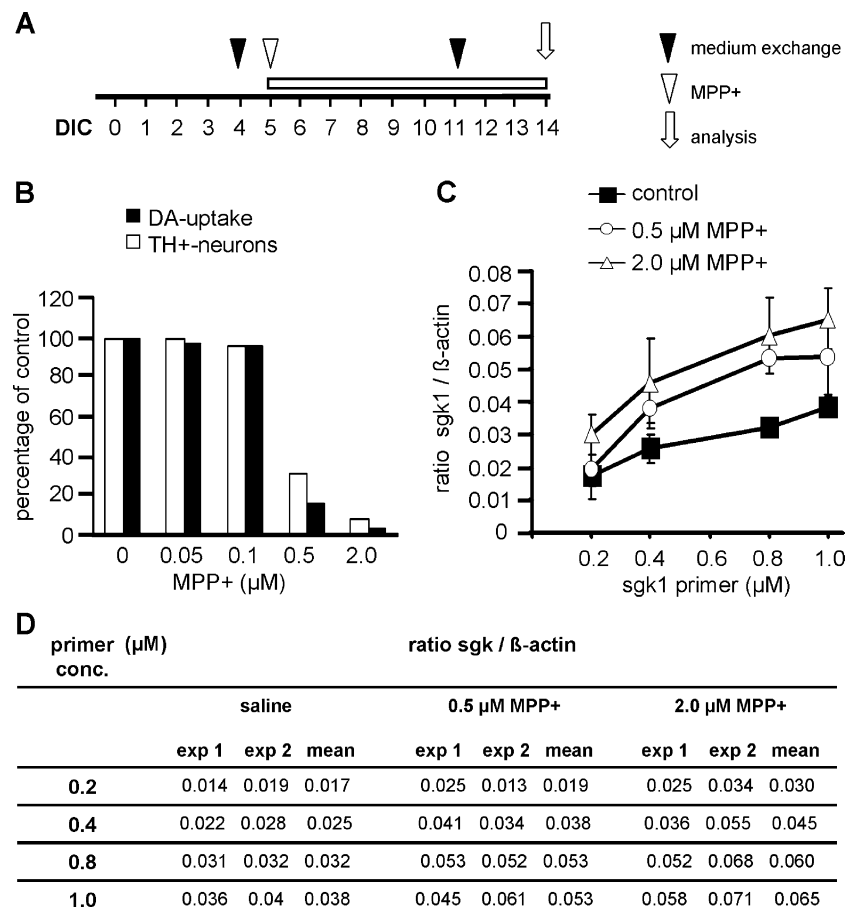 A
medium exchange
MPP+
analysis
DIC 0 1 2 3 4 5 6 7 8 9 10 11 12 13 14
B
DA-uptake
TH+-neurons
percentage of control
120
100
80
60
40
20
0
0 0.05 0.1 0.5 2.0
MPP+ (µM)
C
control
0.5 µM MPP+
2.0 µM MPP+
ratio sgk1 / ß-actin
0.08
0.07
0.06
0.05
0.04
0.03
0.02
0.01
0
0.2 0.4 0.6 0.8 1.0
sgk1 primer (µM)
D
primer (µM) conc.
ratio sgk / ß-actin
saline 0.5 µM MPP+ 2.0 µM MPP+
exp 1 exp 2 mean exp 1 exp 2 mean exp 1 exp 2 mean
0.2 0.014 0.019 0.017 0.025 0.013 0.019 0.025 0.034 0.030
0.4 0.022 0.028 0.025 0.041 0.034 0.038 0.036 0.055 0.045
0.8 0.031 0.032 0.032 0.053 0.052 0.053 0.052 0.068 0.060
1.0 0.036 0.04 0.038 0.045 0.061 0.053 0.058 0.071 0.065